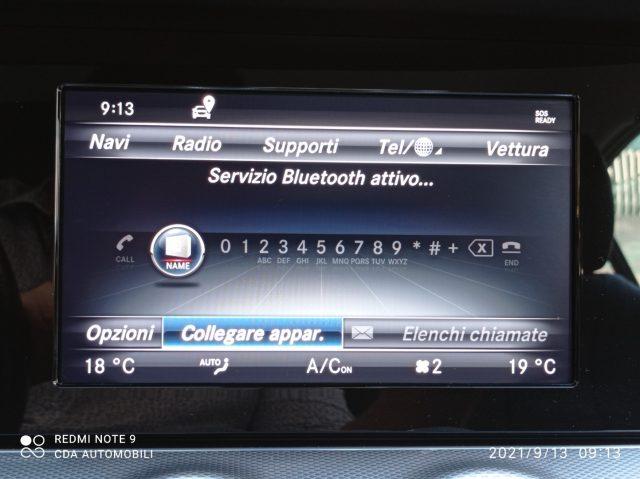 9:13 SOS READY
Navi Radio Supporti Tel/ Vettura
Servizio Bluetooth attivo...
CALL NAME 0 1 2 ABC 3 DEF 4 GHI 5 JKL 6 MNO 7 PQRS 8 TUV 9 WXYZ * # + X END
Opzioni Collegare appar. Elenchi chiamate
18 °C AUTO A/C ON 2 19 °C
REDMI NOTE 9
CDA AUTOMOBILI 2021/9/13 09:13